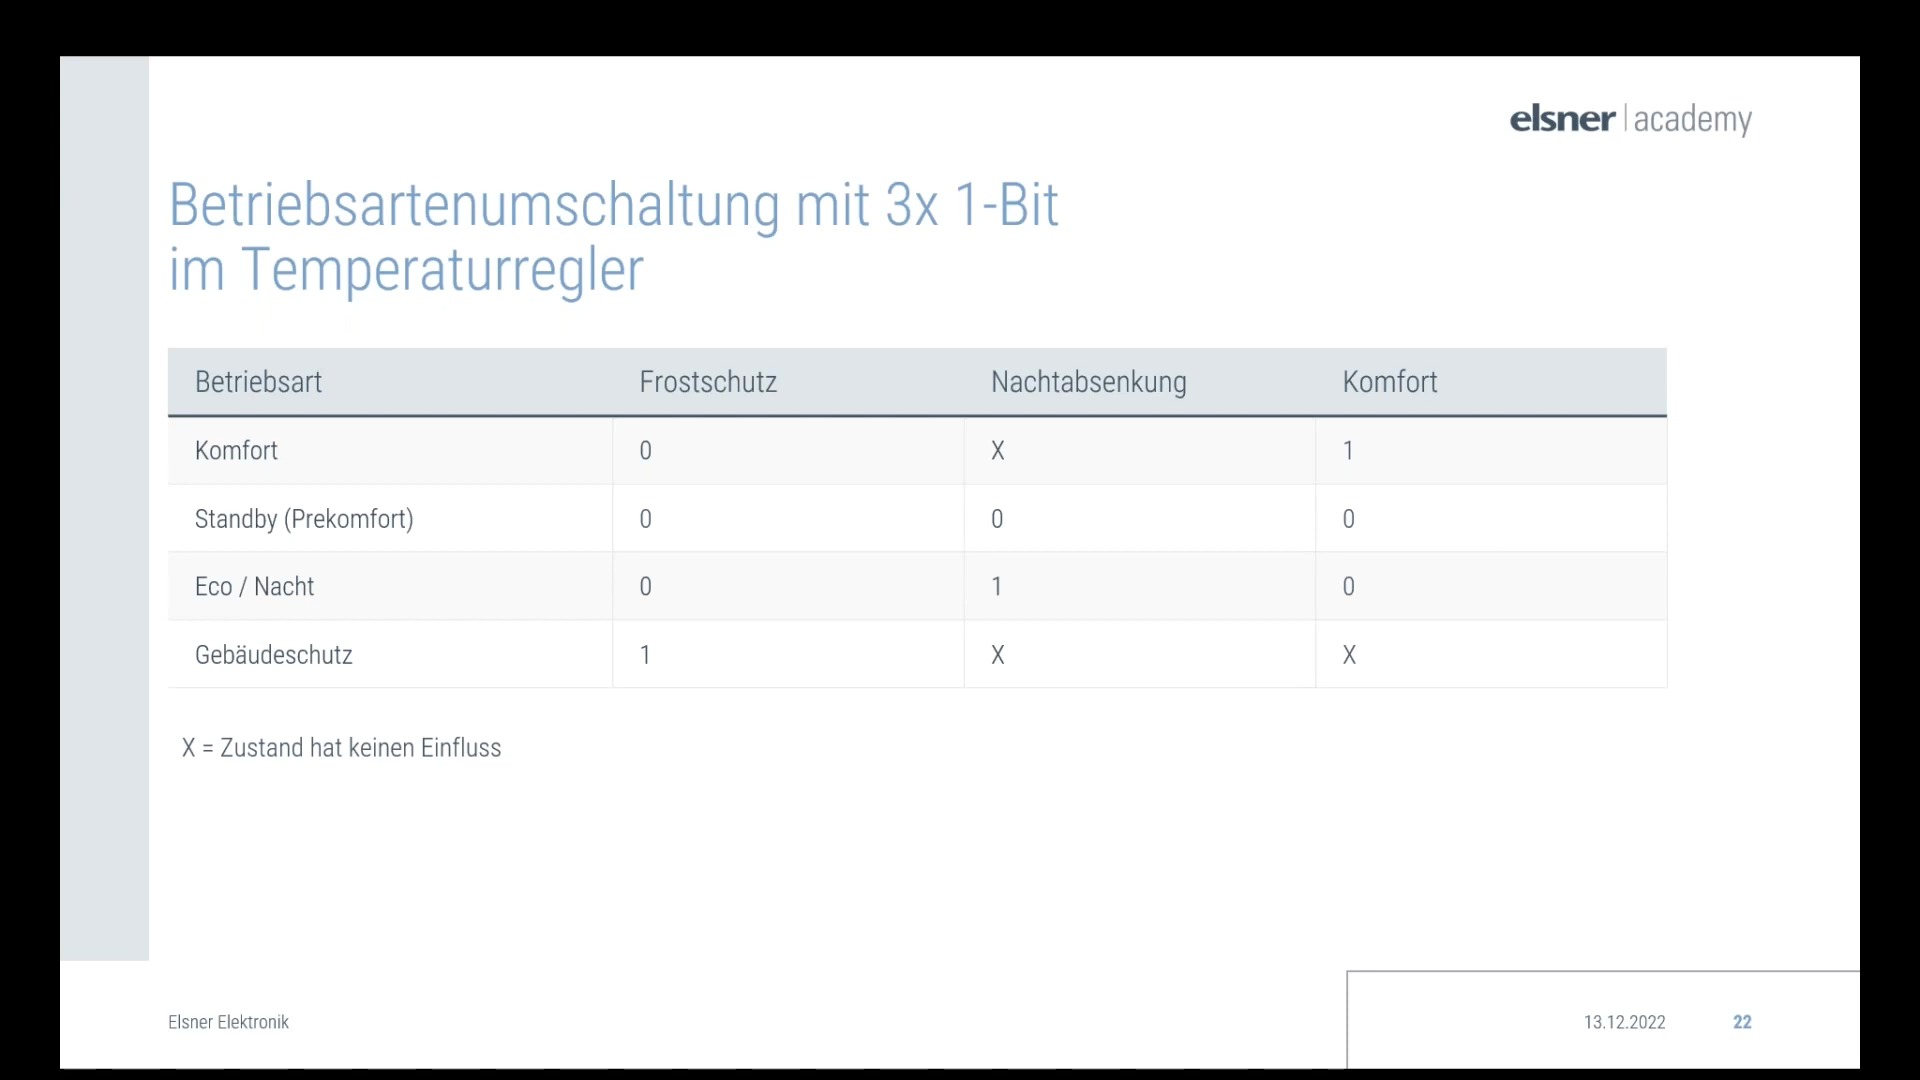 elsner | academy
Betriebsartenumschaltung mit 3x 1-Bit
im Temperaturregler
Betriebsart Frostschutz Nachtabsenkung Komfort
Komfort 0 X 1
Standby (Prekomfort) 0 0 0
Eco / Nacht 0 1 0
Gebäudeschutz 1 X X
X = Zustand hat keinen Einfluss
Elsner Elektronik 13.12.2022 22